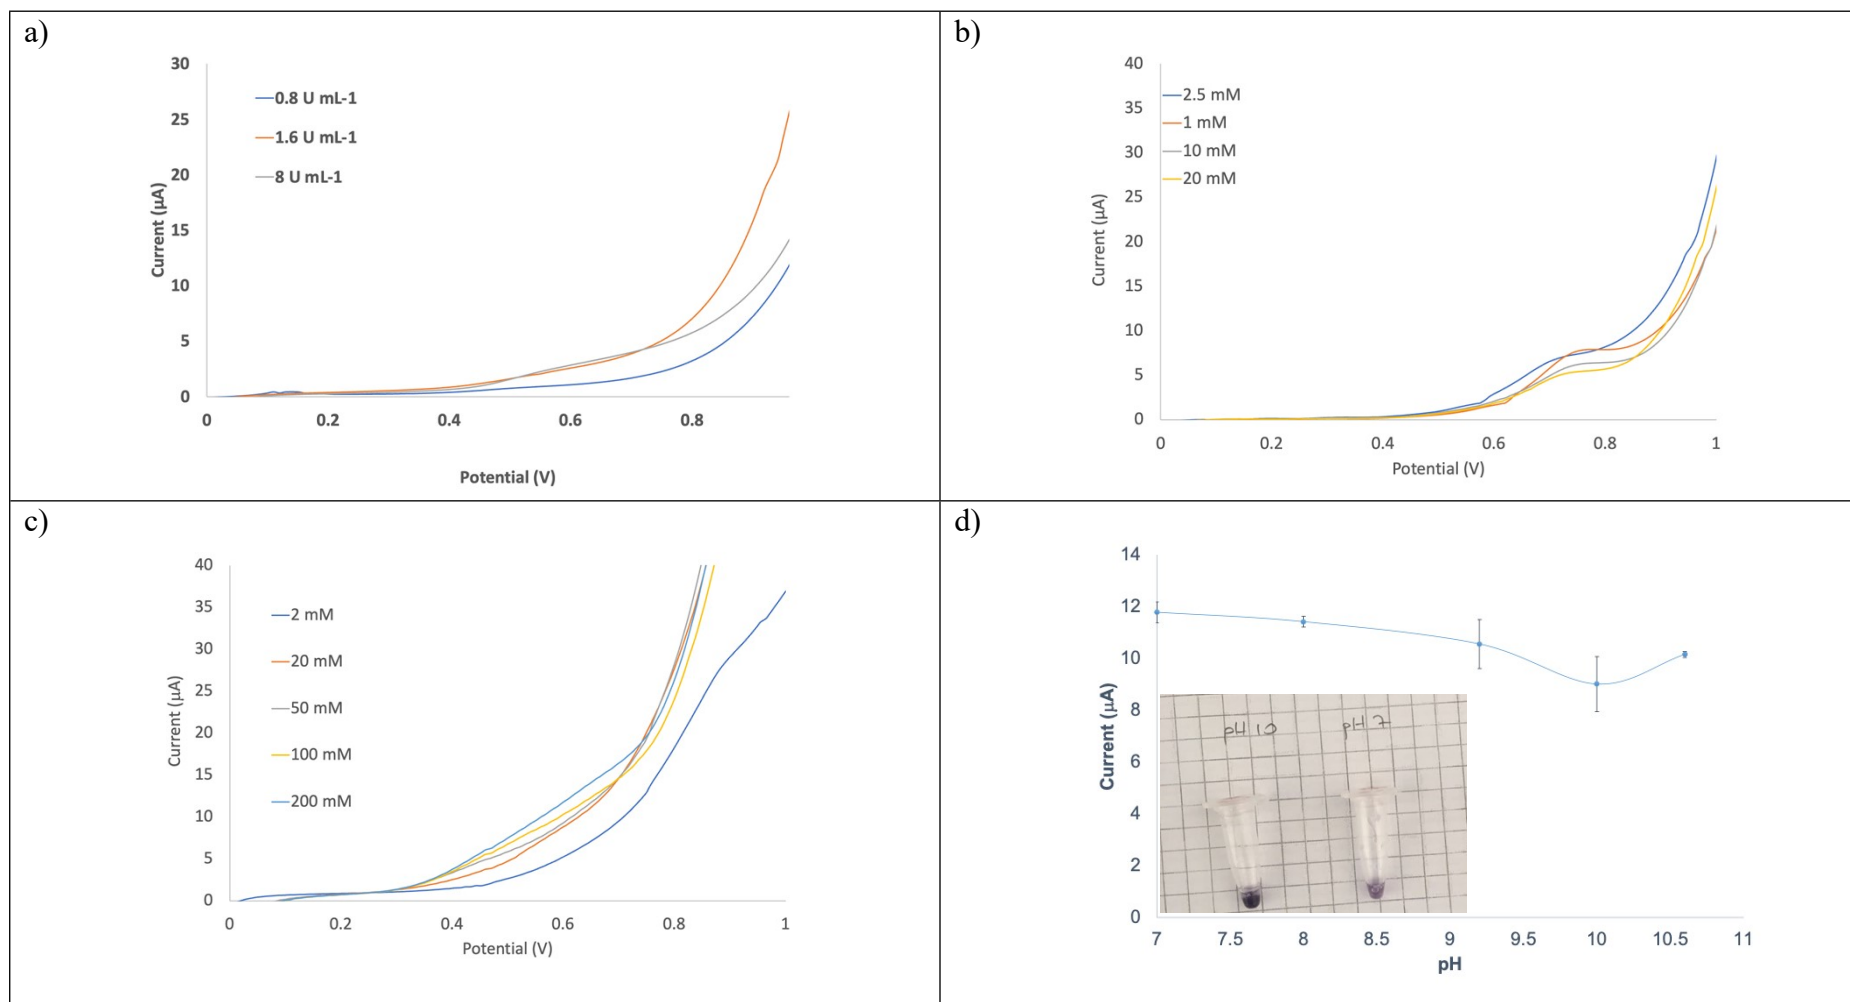 a)
30
25
20
15
10
5
0
Current (µA)
0.8 U mL-1
1.6 U mL-1
8 U mL-1
0 0.2 0.4 0.6 0.8
Potential (V)
b)
40
35
30
25
20
15
10
5
0
Current (µA)
2.5 mM
1 mM
10 mM
20 mM
0 0.2 0.4 0.6 0.8 1
Potential (V)
c)
40
35
30
25
20
15
10
5
0
Current (µA)
2 mM
20 mM
50 mM
100 mM
200 mM
0 0.2 0.4 0.6 0.8 1
Potential (V)
d)
14
12
10
8
6
4
2
0
Current (µA)
pH 10 pH 7
7 7.5 8 8.5 9 9.5 10 10.5 11
pH